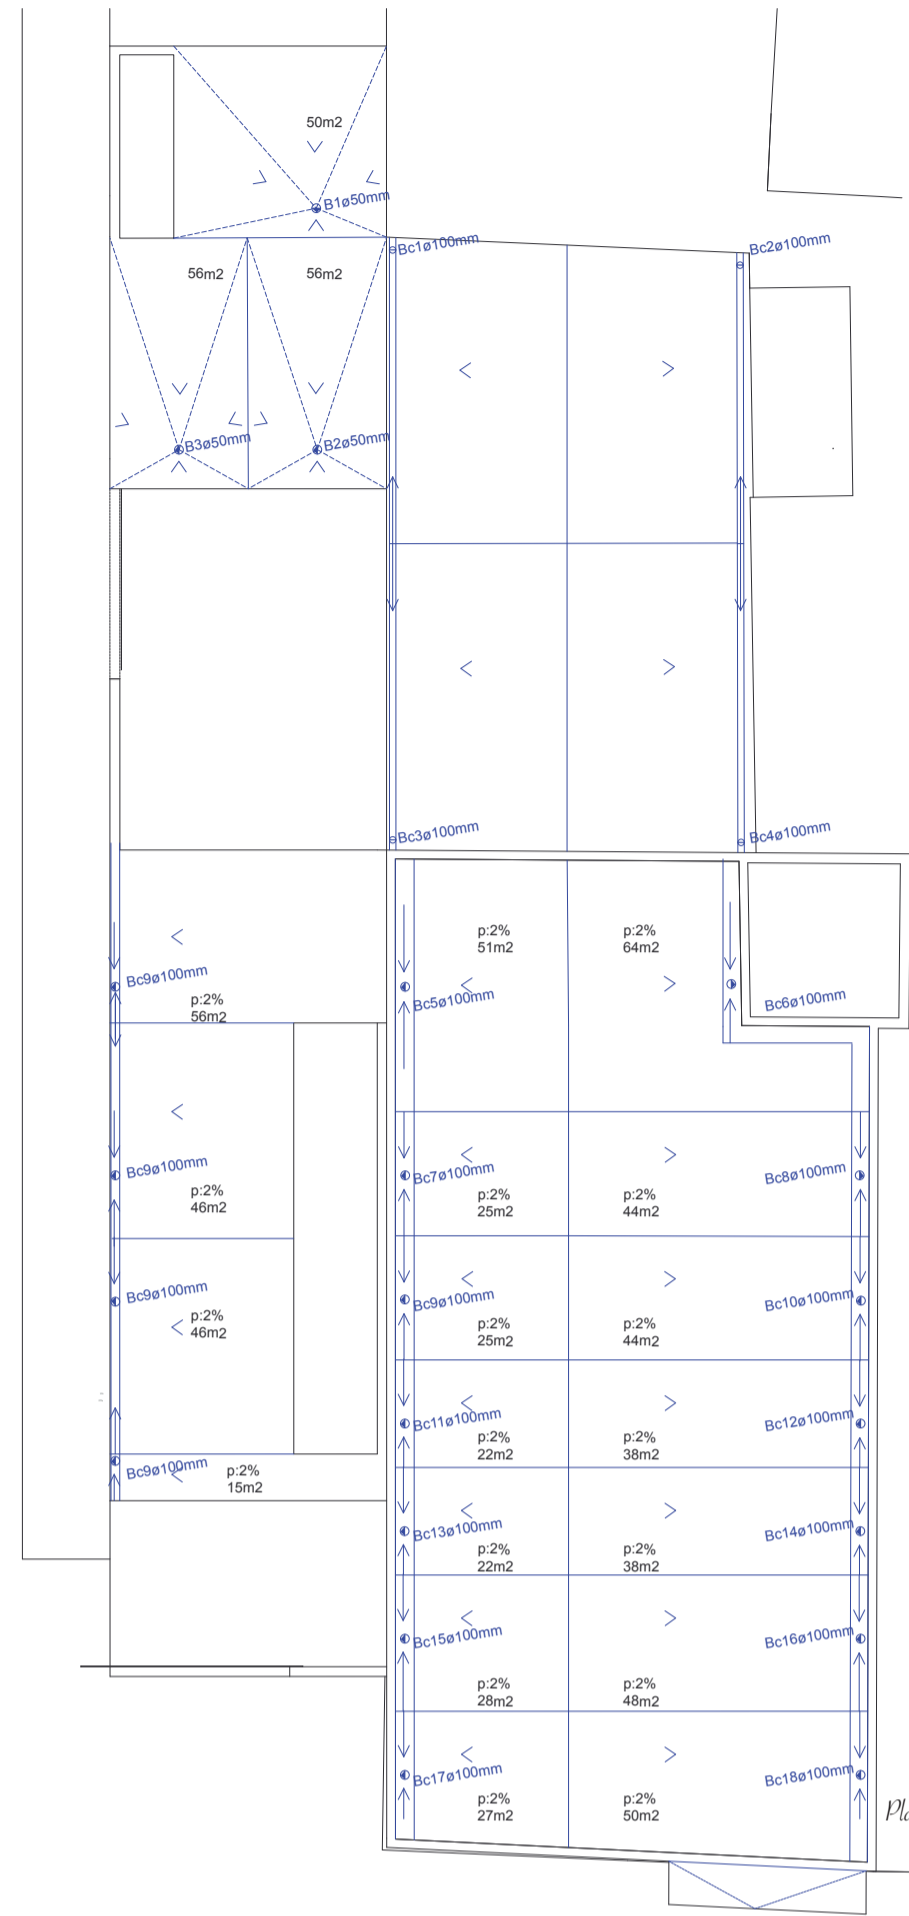 50m2
B1ø50mm
Bc1ø100mm
Bc2ø100mm
56m2
56m2
B3ø50mm
B2ø50mm
Bc3ø100mm
Bc4ø100mm
p:2%
51m2
p:2%
64m2
Bc9ø100mm
p:2%
56m2
Bc5ø100mm
Bc6ø100mm
Bc9ø100mm
p:2%
46m2
Bc7ø100mm
p:2%
25m2
p:2%
44m2
Bc8ø100mm
Bc9ø100mm
p:2%
46m2
Bc9ø100mm
p:2%
25m2
p:2%
44m2
Bc10ø100mm
Bc11ø100mm
p:2%
22m2
p:2%
38m2
Bc12ø100mm
Bc9ø100mm
p:2%
15m2
Bc13ø100mm
p:2%
22m2
p:2%
38m2
Bc14ø100mm
Bc15ø100mm
p:2%
28m2
p:2%
48m2
Bc16ø100mm
Bc17ø100mm
p:2%
27m2
p:2%
50m2
Bc18ø100mm